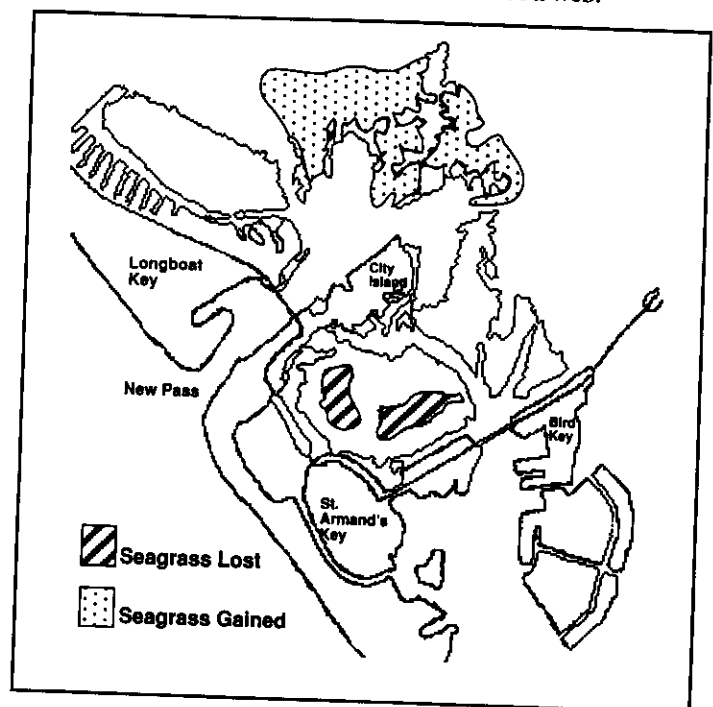 Longboat
Key
City
Island
New Pass
Bird
Key
St.
Armand's
Key
Seagrass Lost
Seagrass Gained